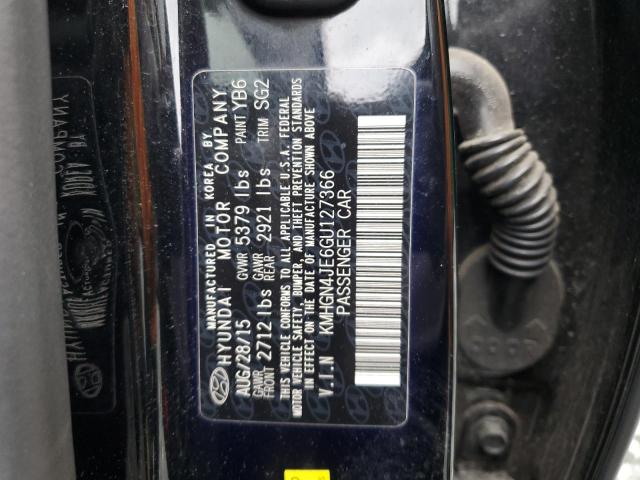 MANUFACTURED IN KOREA BY
HYUNDAI MOTOR COMPANY
AUG/28/15 GVWR 5379 lbs PAINT YB6
GAWR FRONT 2712 lbs GAWR REAR 2921 lbs TRIM SG2
THIS VEHICLE CONFORMS TO ALL APPLICABLE U.S.A. FEDERAL
MOTOR VEHICLE SAFETY, BUMPER, AND THEFT PREVENTION STANDARDS
IN EFFECT ON THE DATE OF MANUFACTURE SHOWN ABOVE
V.I.N KMHGN4JE6GU127366
PASSENGER CAR